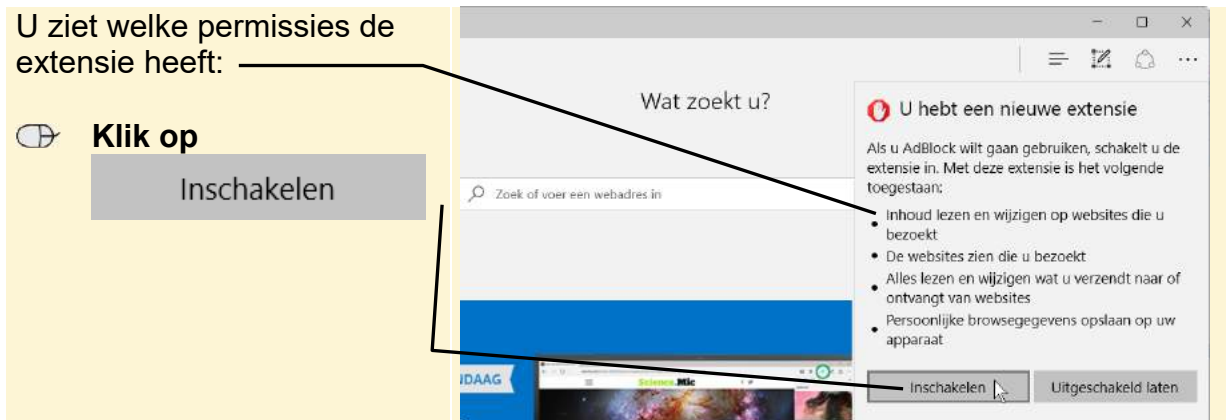 U ziet welke permissies de
extensie heeft:
Klik op
Inschakelen
Wat zoekt u?
Zoek of voer een webadres in
DAAG
Science.Mic
U hebt een nieuwe extensie
Als u AdBlock wilt gaan gebruiken, schakelt u de
extensie in. Met deze extensie is het volgende
toegestaan:
• Inhoud lezen en wijzigen op websites die u
bezoekt
• De websites zien die u bezoekt
• Alles lezen en wijzigen wat u verzendt naar of
ontvangt van websites
• Persoonlijke browsegegevens opslaan op uw
apparaat
Inschakelen
Uitgeschakeld laten